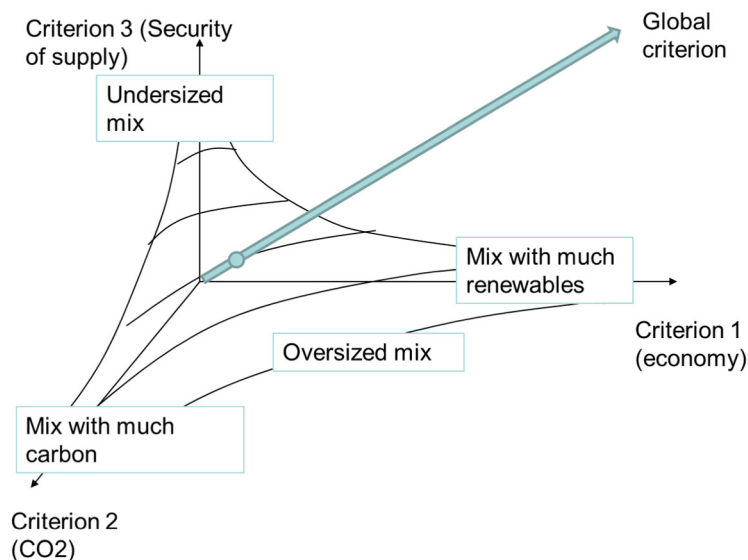 Criterion 3 (Security
of supply)
Global
criterion
Undersized
mix
Mix with much
renewables
Criterion 1
(economy)
Oversized mix
Mix with much
carbon
Criterion 2
(CO2)